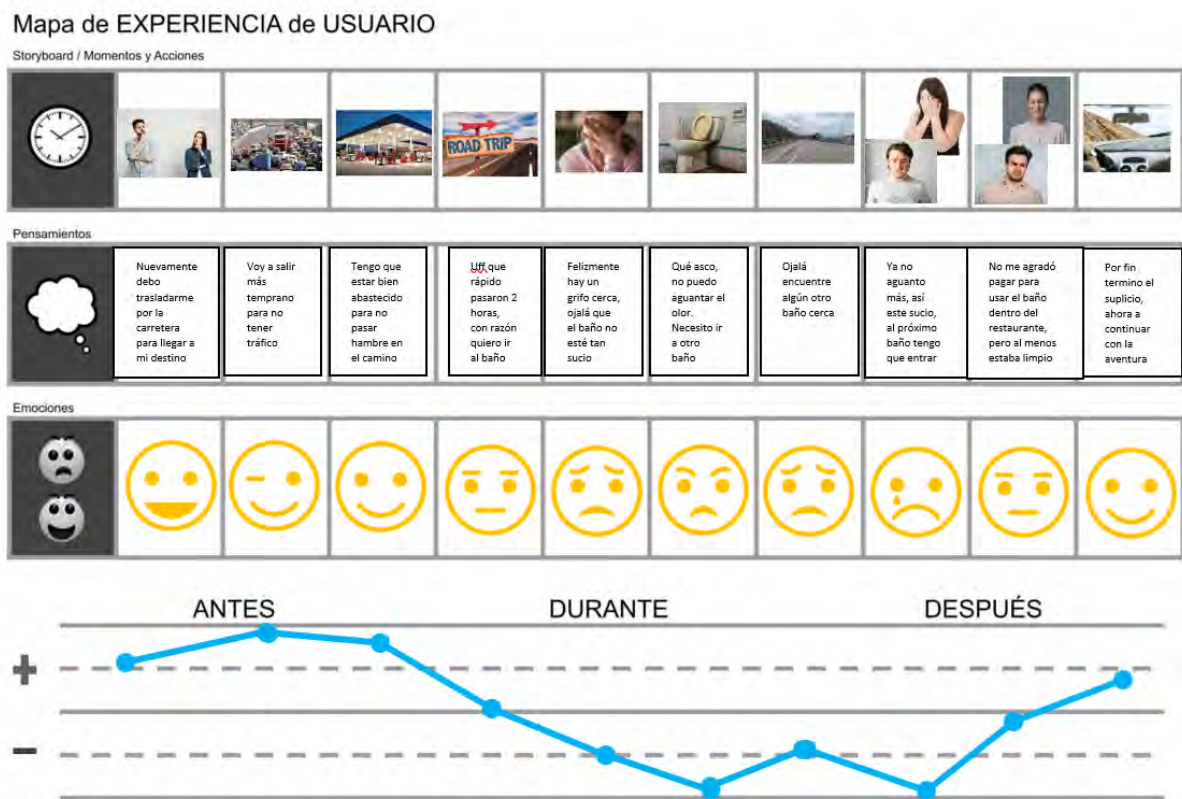 Mapa de EXPERIENCIA de USUARIO
Storyboard / Momentos y Acciones
ROAD TRIP
Pensamientos
Nuevamente
debo
trasladarme
por la
carretera
para llegar a
mi destino
Voy a salir
más
temprano
para no
tener
tráfico
Tengo que
estar bien
abastecido
para no
pasar
hambre en
el camino
Uff que
rápido
pasaron 2
horas,
con razón
quiero ir
al baño
Felizmente
hay un
grifo cerca,
ojalá que
el baño no
esté tan
sucio
Qué asco,
no puedo
aguantar el
olor.
Necesito ir
a otro
baño
Ojalá
encuentre
algún otro
baño cerca
Ya no
aguanto
más, así
este sucio,
al próximo
baño tengo
que entrar
No me agradó
pagar para
usar el baño
dentro del
restaurante,
pero al menos
estaba limpio
Por fin
termino el
suplicio,
ahora a
continuar
con la
aventura
Emociones
ANTES
DURANTE
DESPUÉS
+
-